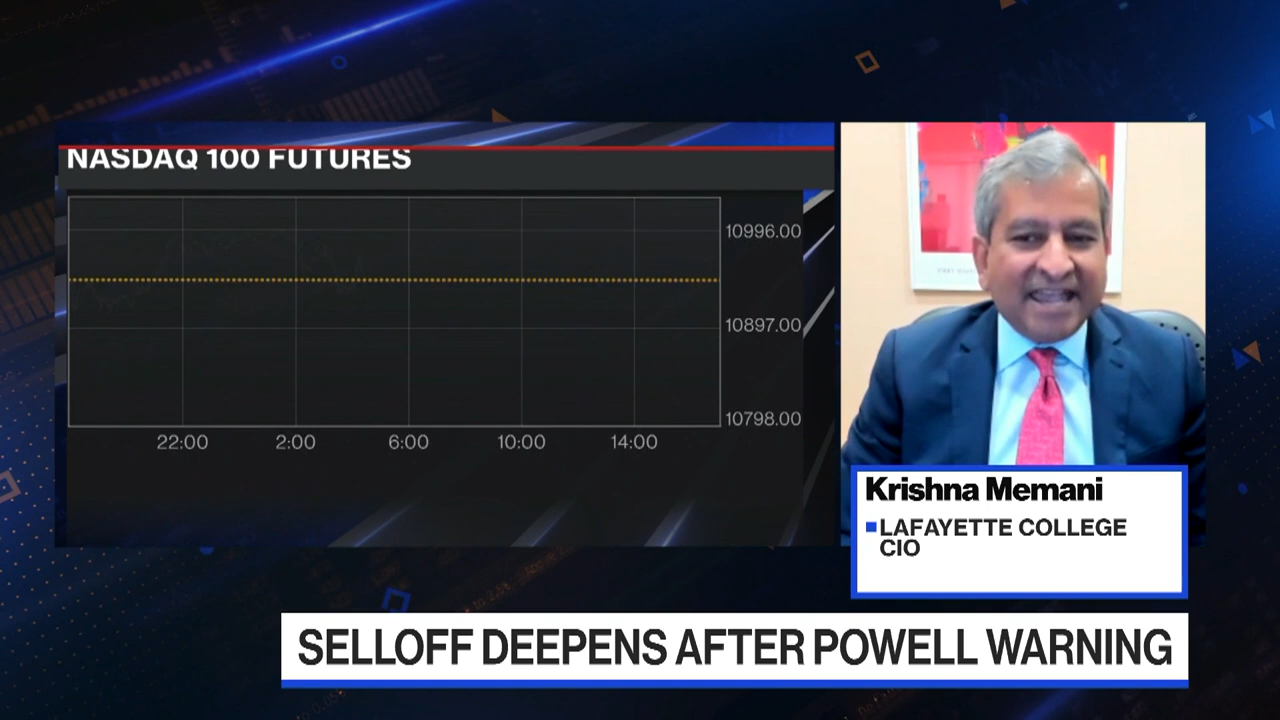 NASDAQ 100 FUTURES
10996.00
10897.00
10798.00
22:00 2:00 6:00 10:00 14:00
Krishna Memani
LAFAYETTE COLLEGE
CIO
SELLOFF DEEPENS AFTER POWELL WARNING